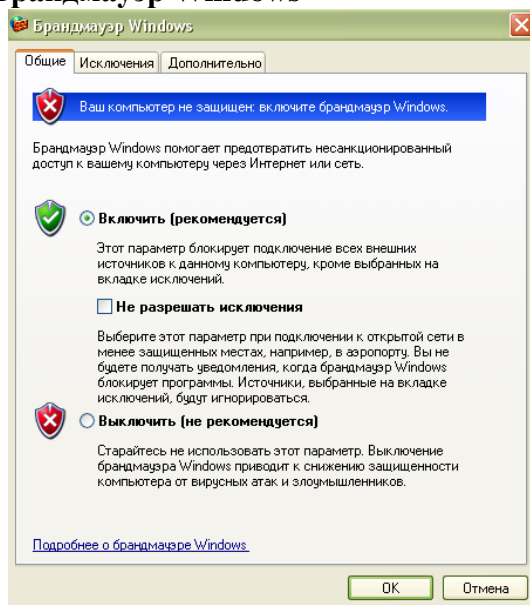 Брандмауэр Windows
Брандмауэр Windows
Общие Исключения Дополнительно
Ваш компьютер не защищен: включите брандмауэр Windows.
Брандмауэр Windows помогает предотвратить несанкционированный
доступ к вашему компьютеру через Интернет или сеть.
Включить (рекомендуется)
Этот параметр блокирует подключение всех внешних
источников к данному компьютеру, кроме выбранных на
вкладке исключений.
Не разрешать исключения
Выберите этот параметр при подключении к открытой сети в
менее защищенных местах, например, в аэропорту. Вы не
будете получать уведомления, когда брандмауэр Windows
блокирует программы. Источники, выбранные на вкладке
исключений, будут игнорироваться.
Выключить (не рекомендуется)
Старайтесь не использовать этот параметр. Выключение
брандмауэра Windows приводит к снижению защищенности
компьютера от вирусных атак и злоумышленников.
Подробнее о брандмауэре Windows
OK Отмена